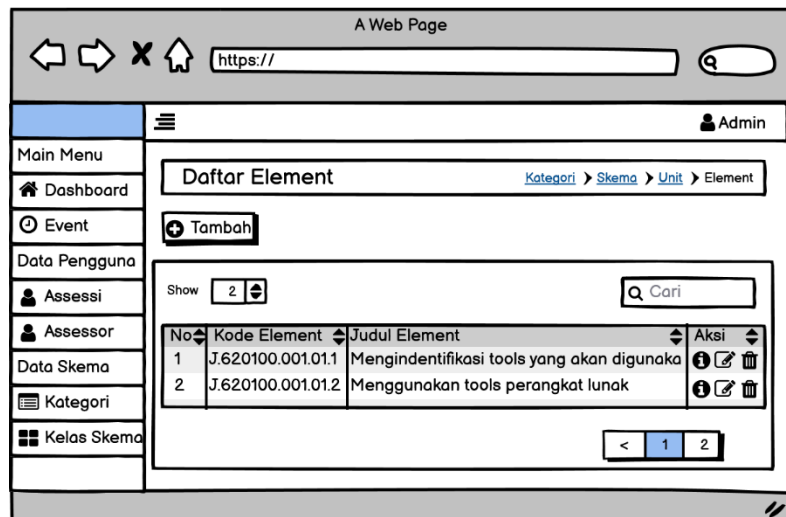 A Web Page
https://
Admin
Main Menu
Dashboard
Event
Data Pengguna
Assessi
Assessor
Data Skema
Kategori
Kelas Skema
Daftar Element
Kategori > Skema > Unit > Element
Tambah
Show 2
Cari
No Kode Element Judul Element Aksi
1 J.620100.001.01.1 Mengindentifikasi tools yang akan digunaka
2 J.620100.001.01.2 Menggunakan tools perangkat lunak
< 1 2